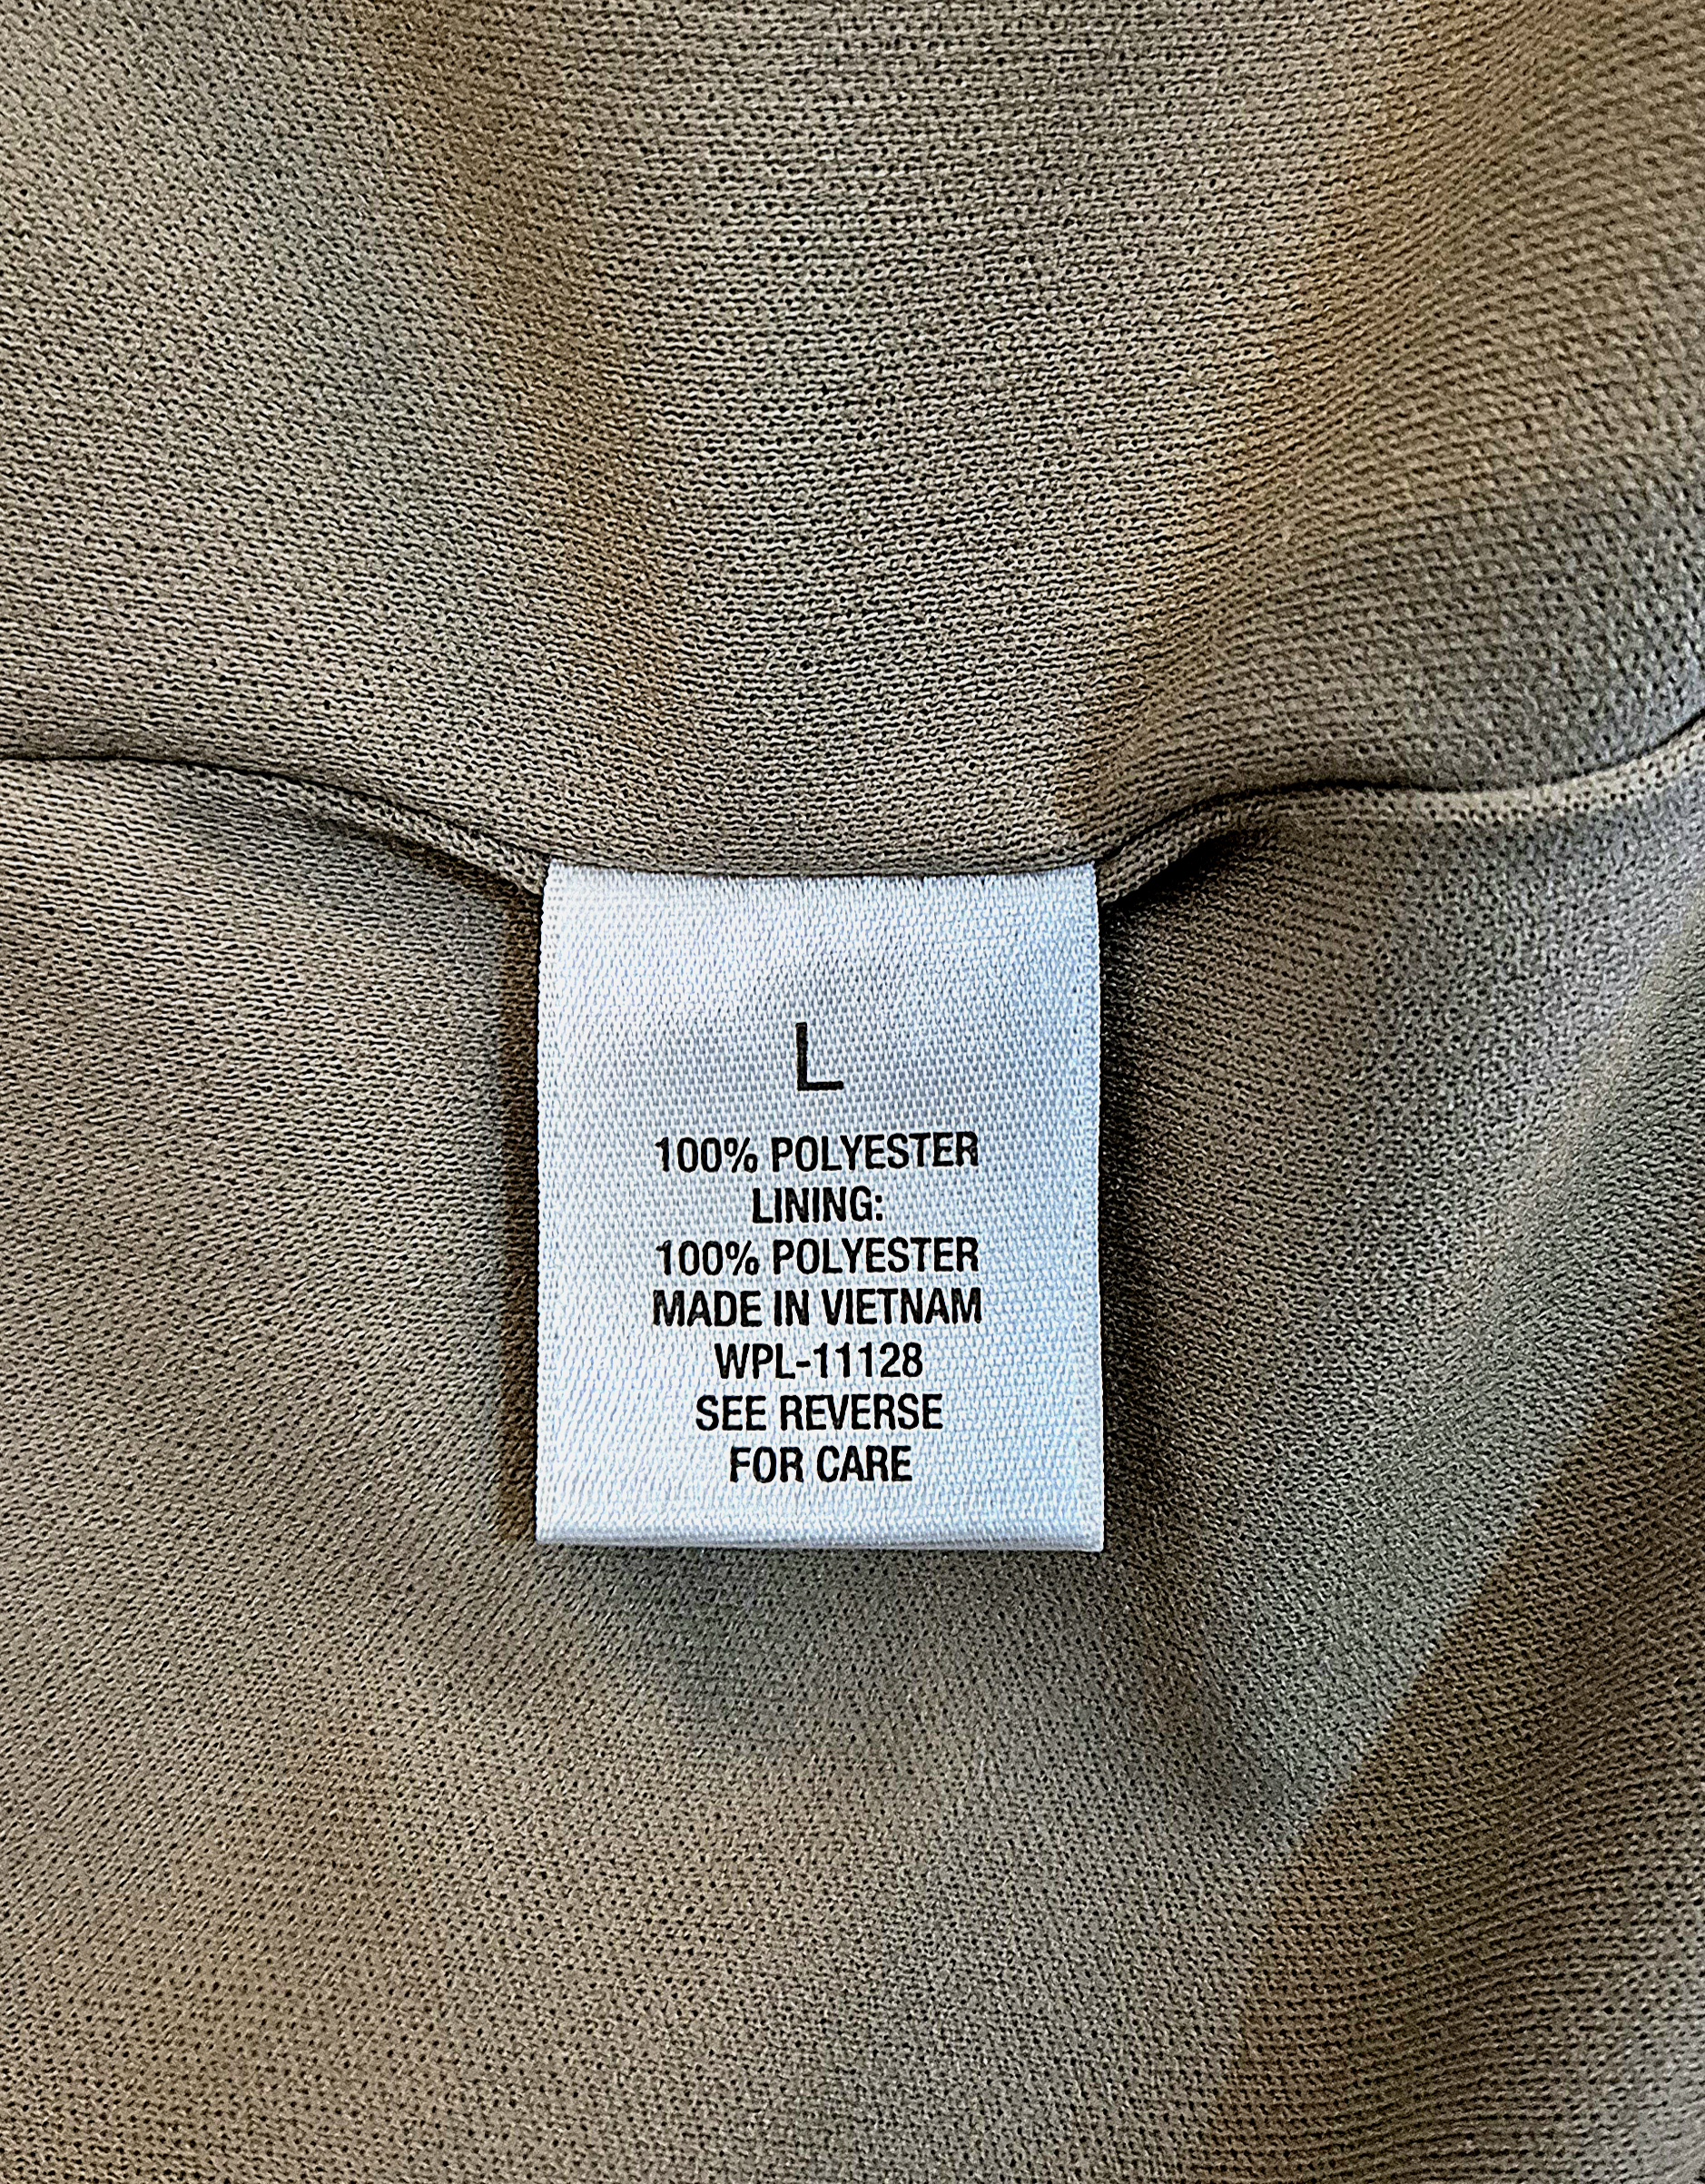 L
100% POLYESTER
LINING:
100% POLYESTER
MADE IN VIETNAM
WPL-11128
SEE REVERSE
FOR CARE